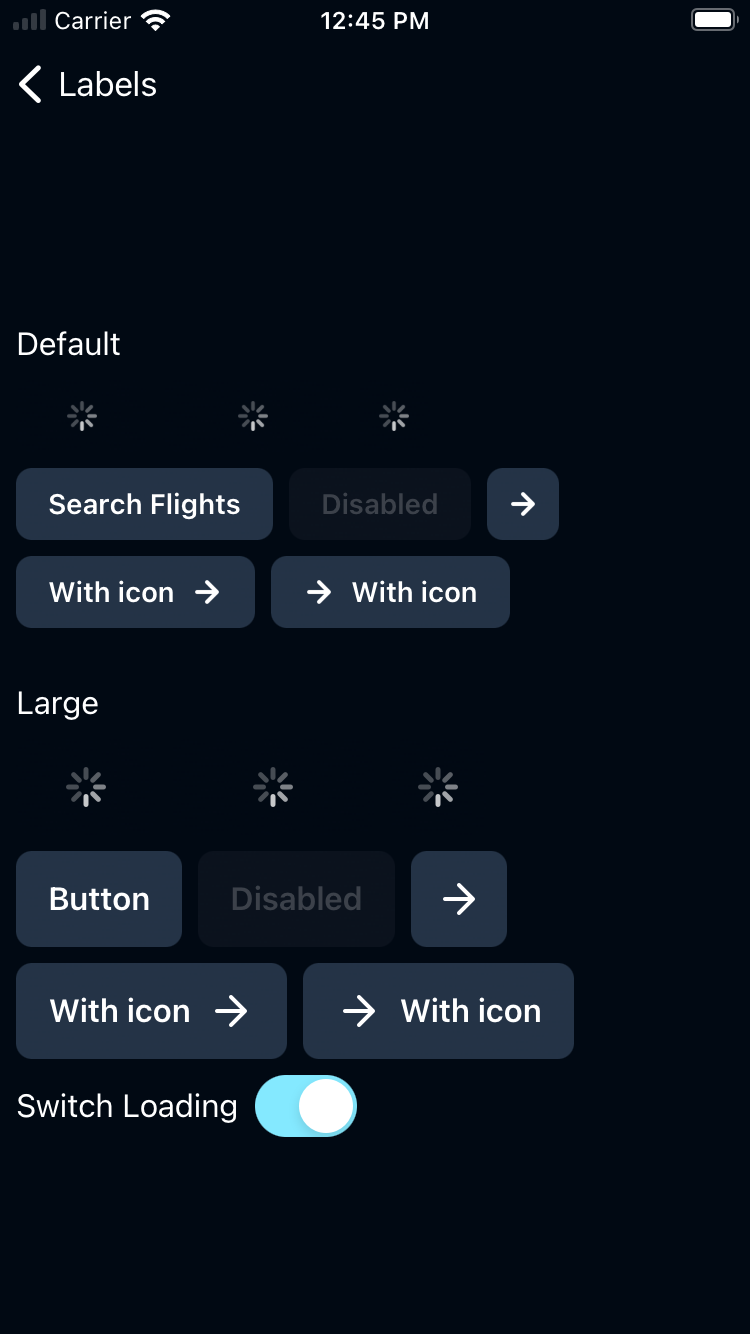 Carrier 12:45 PM
Labels
Default
Search Flights Disabled
With icon With icon
Large
Button Disabled
With icon With icon
Switch Loading